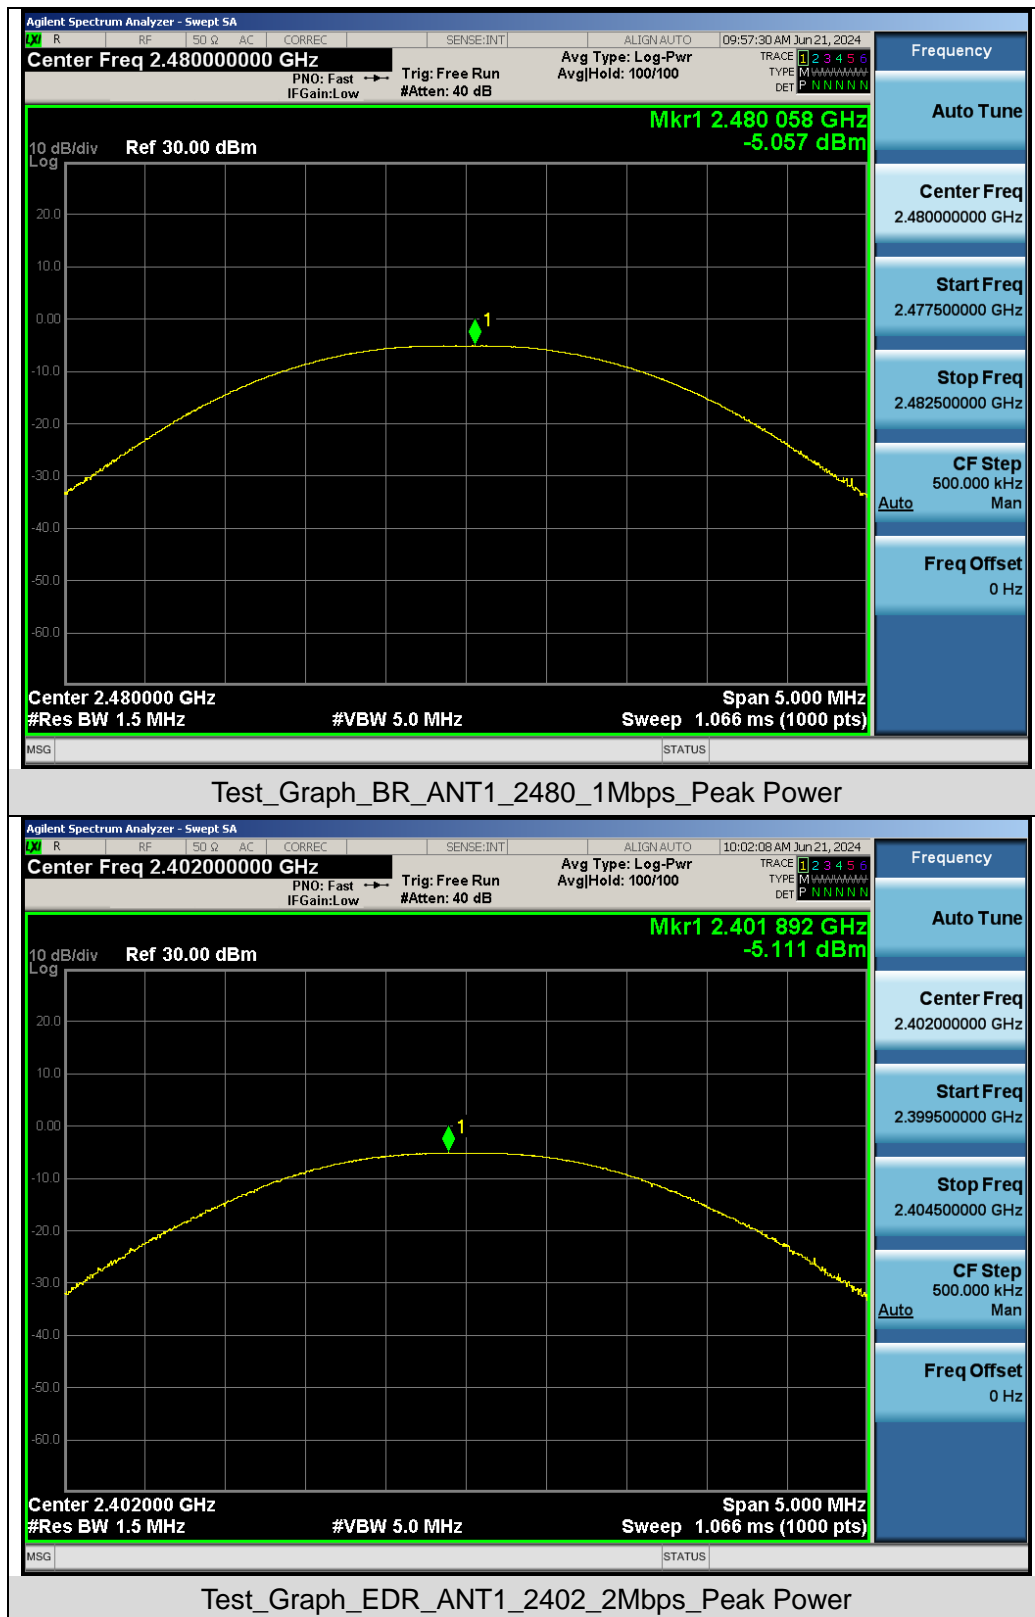 Agilent Spectrum Analyzer - Swept SA
LXI R RF 50 Ω AC CORREC SENSE:INT ALIGN AUTO 09:57:30 AM Jun 21, 2024
Center Freq 2.480000000 GHz
PNO: Fast
IFGain:Low
Trig: Free Run
#Atten: 40 dB
Avg Type: Log-Pwr
Avg|Hold: 100/100
TRACE 1 2 3 4 5 6
TYPE M WWWWW
DET P N N N N N
Mkr1 2.480 058 GHz
-5.057 dBm
10 dB/div Ref 30.00 dBm
Log
20.0
10.0
0.00
-10.0
-20.0
-30.0
-40.0
-50.0
-60.0
1
Center 2.480000 GHz Span 5.000 MHz
#Res BW 1.5 MHz #VBW 5.0 MHz Sweep 1.066 ms (1000 pts)
MSG STATUS
Frequency
Auto Tune
Center Freq
2.480000000 GHz
Start Freq
2.477500000 GHz
Stop Freq
2.482500000 GHz
CF Step
500.000 kHz
Auto Man
Freq Offset
0 Hz
Test_Graph_BR_ANT1_2480_1Mbps_Peak Power
Agilent Spectrum Analyzer - Swept SA
LXI R RF 50 Ω AC CORREC SENSE:INT ALIGN AUTO 10:02:08 AM Jun 21, 2024
Center Freq 2.402000000 GHz
PNO: Fast
IFGain:Low
Trig: Free Run
#Atten: 40 dB
Avg Type: Log-Pwr
Avg|Hold: 100/100
TRACE 1 2 3 4 5 6
TYPE M WWWWW
DET P N N N N N
Mkr1 2.401 892 GHz
-5.111 dBm
10 dB/div Ref 30.00 dBm
Log
20.0
10.0
0.00
-10.0
-20.0
-30.0
-40.0
-50.0
-60.0
1
Center 2.402000 GHz Span 5.000 MHz
#Res BW 1.5 MHz #VBW 5.0 MHz Sweep 1.066 ms (1000 pts)
MSG STATUS
Frequency
Auto Tune
Center Freq
2.402000000 GHz
Start Freq
2.399500000 GHz
Stop Freq
2.404500000 GHz
CF Step
500.000 kHz
Auto Man
Freq Offset
0 Hz
Test_Graph_EDR_ANT1_2402_2Mbps_Peak Power